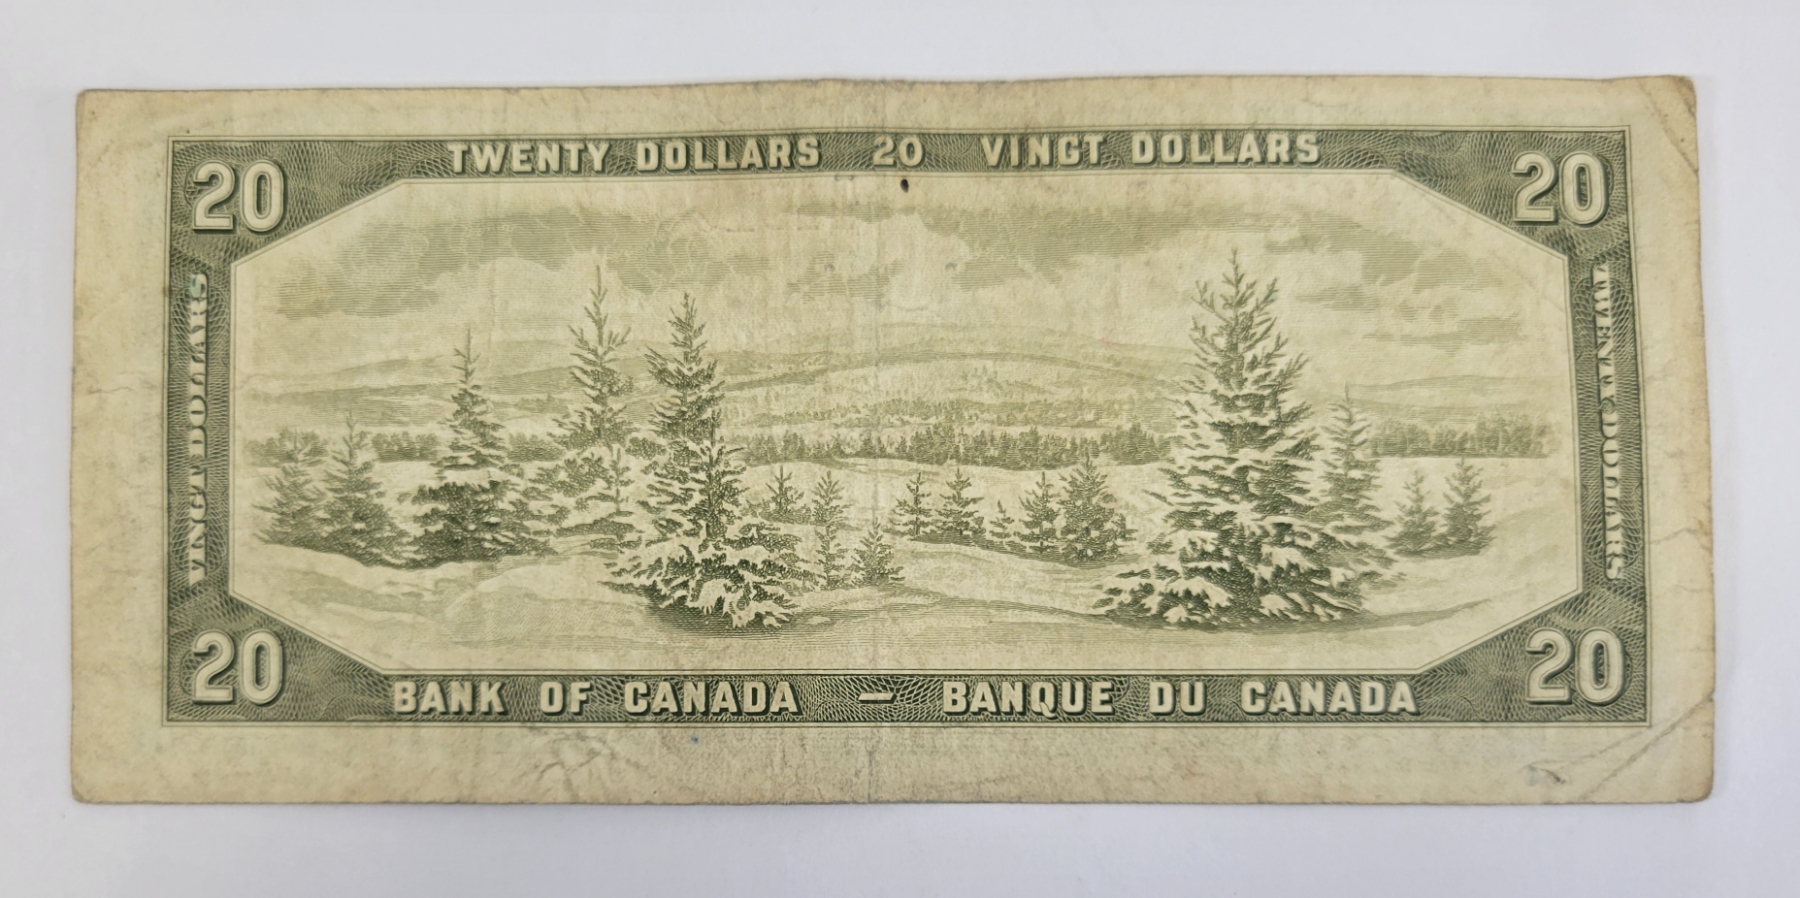 TWENTY DOLLARS 20 VINGT DOLLARS
20
20
VINGT DOLLARS
TWENTY DOLLARS
20
20
BANK OF CANADA — BANQUE DU CANADA